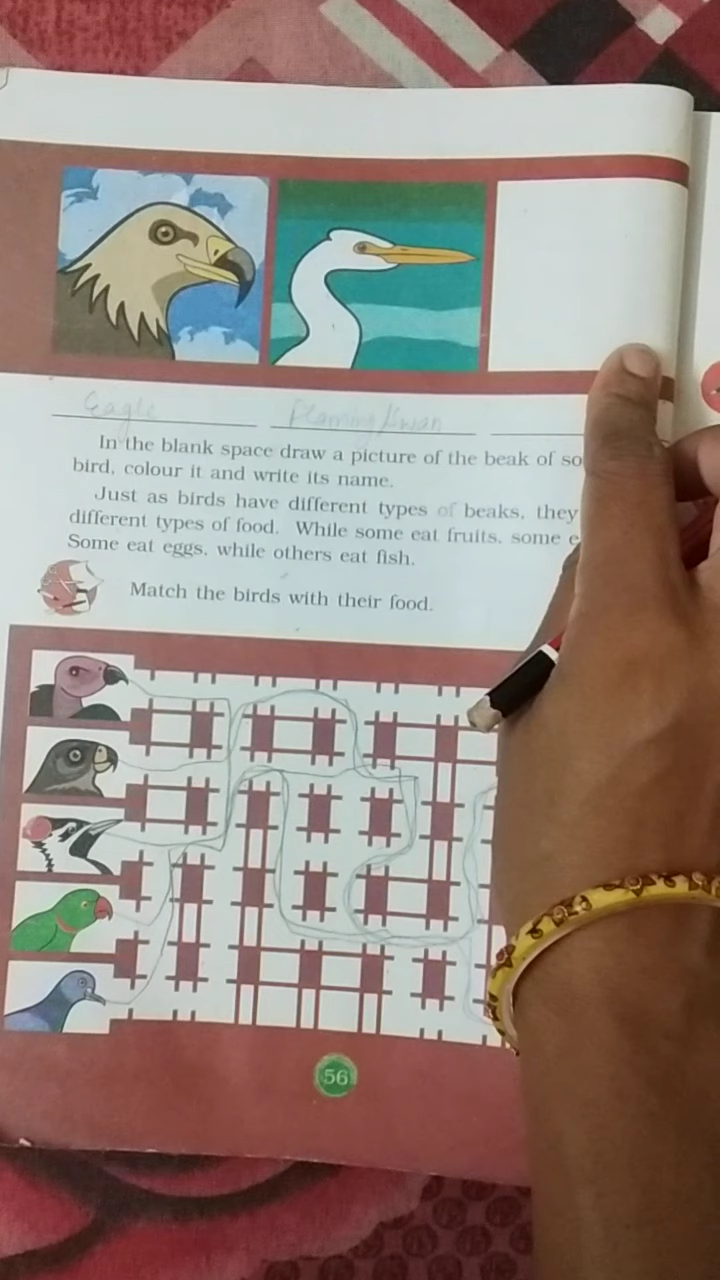 Eagle Flaming/Swan
In the blank space draw a picture of the beak of so
bird, colour it and write its name.
Just as birds have different types of beaks, they
different types of food. While some eat fruits, some e
Some eat eggs, while others eat fish.
Match the birds with their food.
56